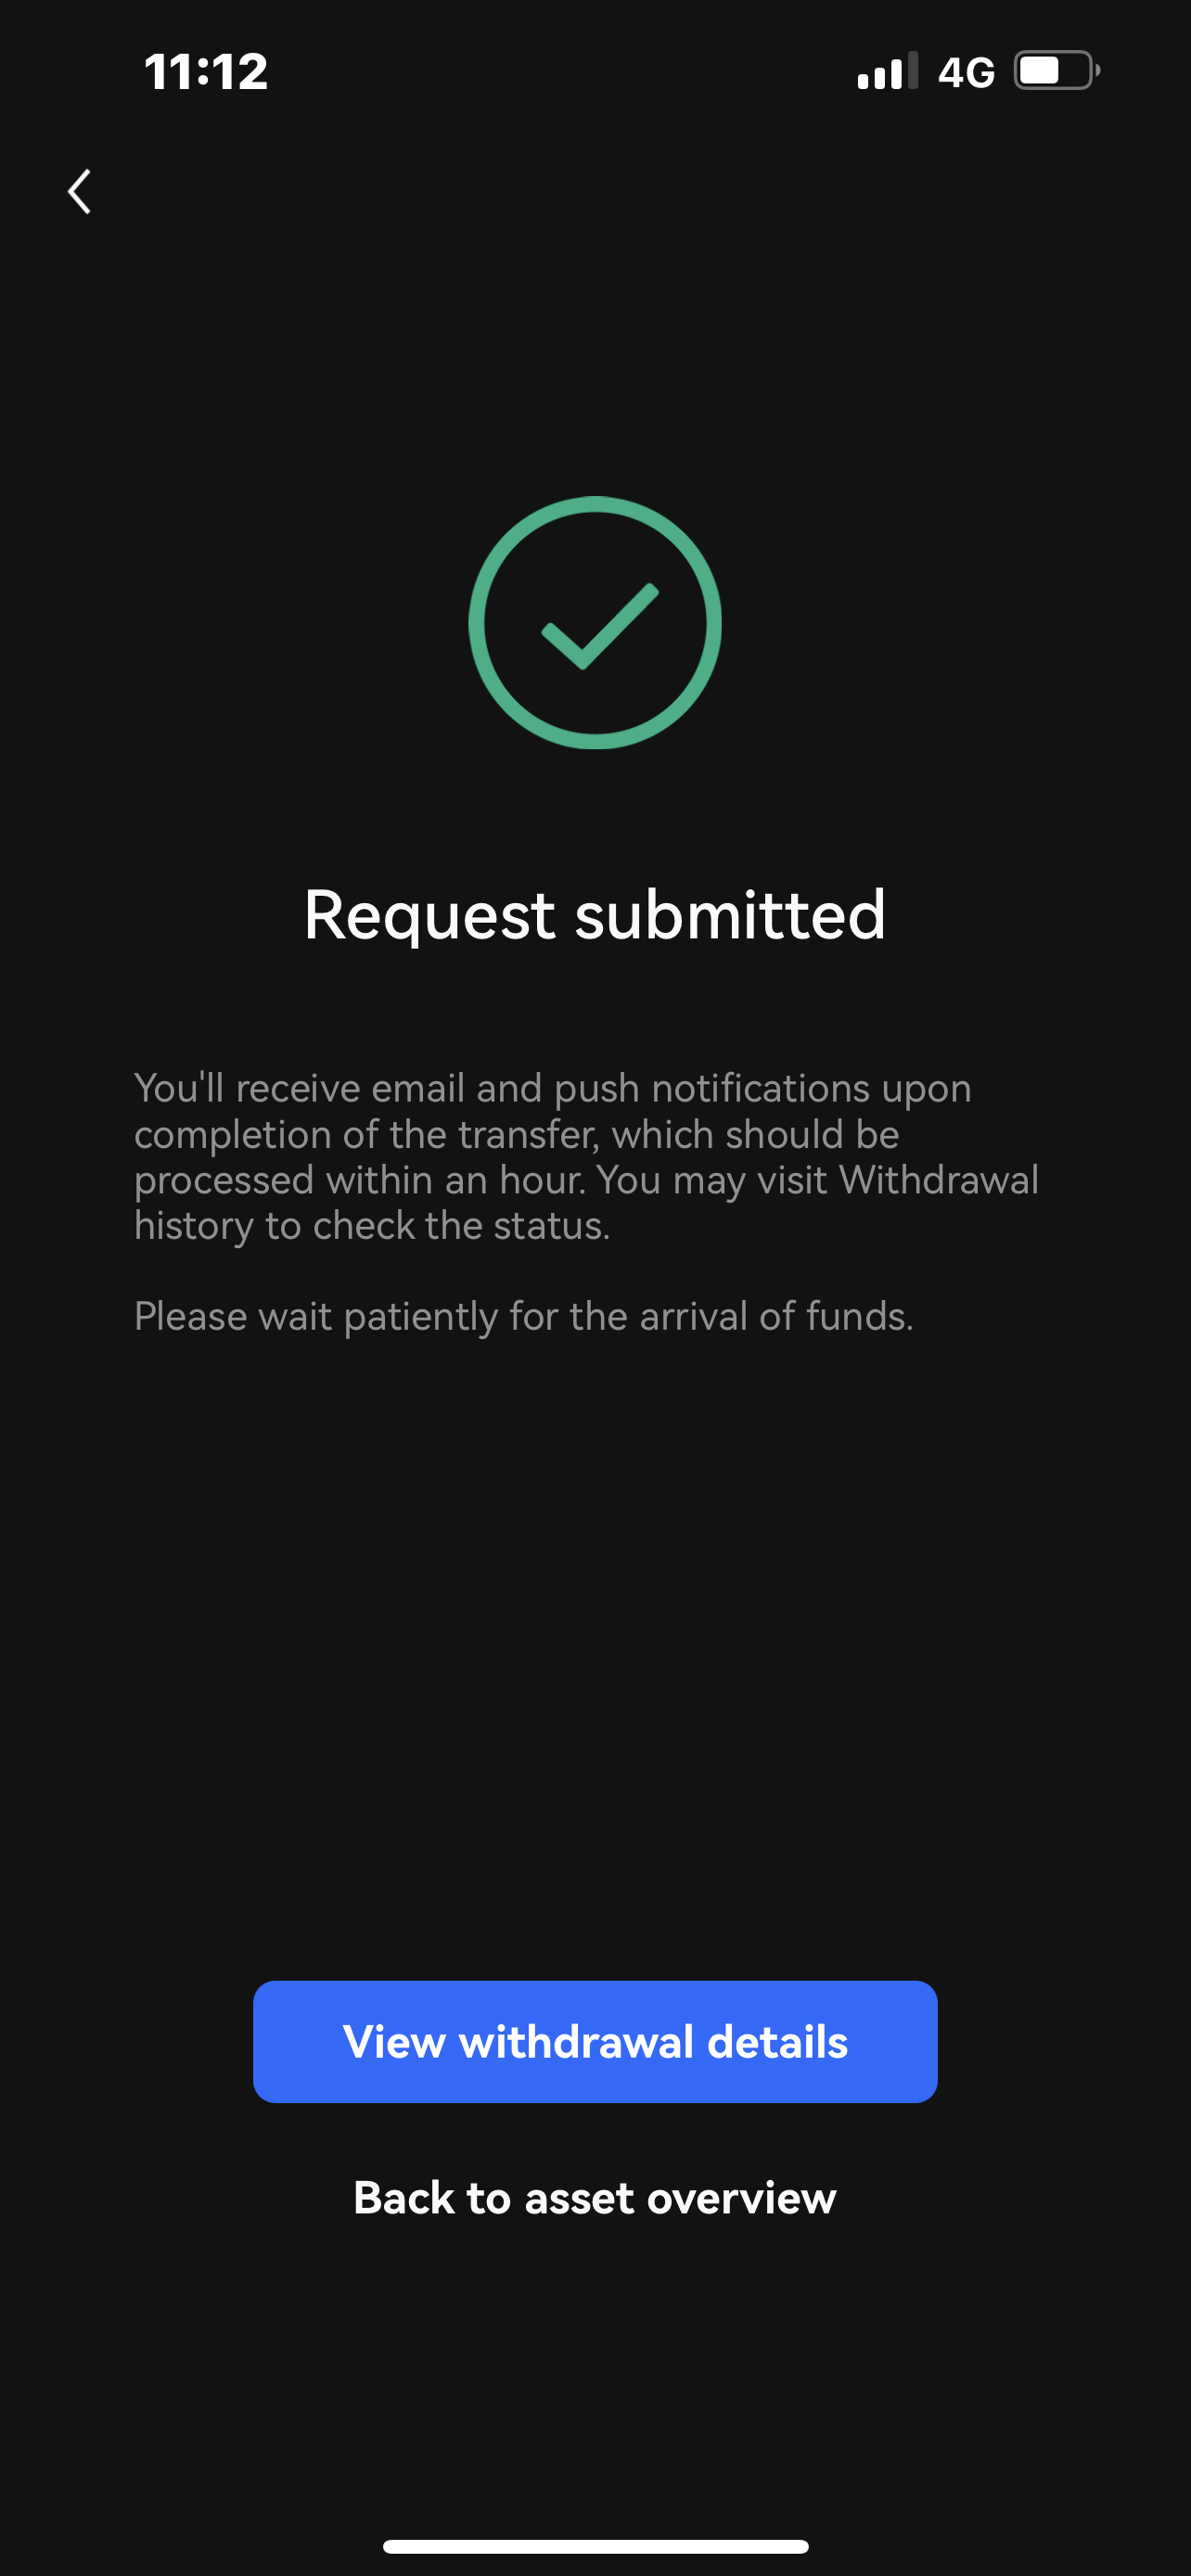 11:12
4G
Request submitted
You'll receive email and push notifications upon
completion of the transfer, which should be
processed within an hour. You may visit Withdrawal
history to check the status.
Please wait patiently for the arrival of funds.
View withdrawal details
Back to asset overview